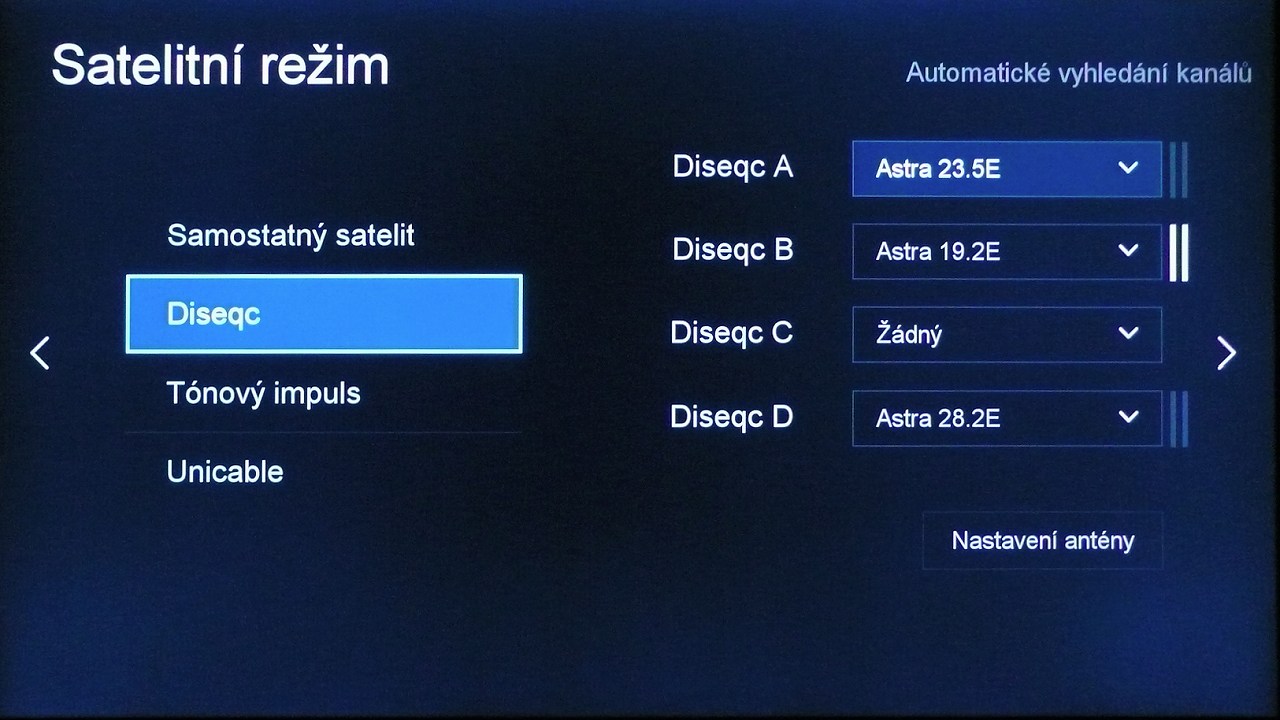 Satelitní režim
Automatické vyhledání kanálů
Samostatný satelit
Diseqc
Tónový impuls
Unicable
Diseqc A Astra 23.5E
Diseqc B Astra 19.2E
Diseqc C Žádný
Diseqc D Astra 28.2E
Nastavení antény